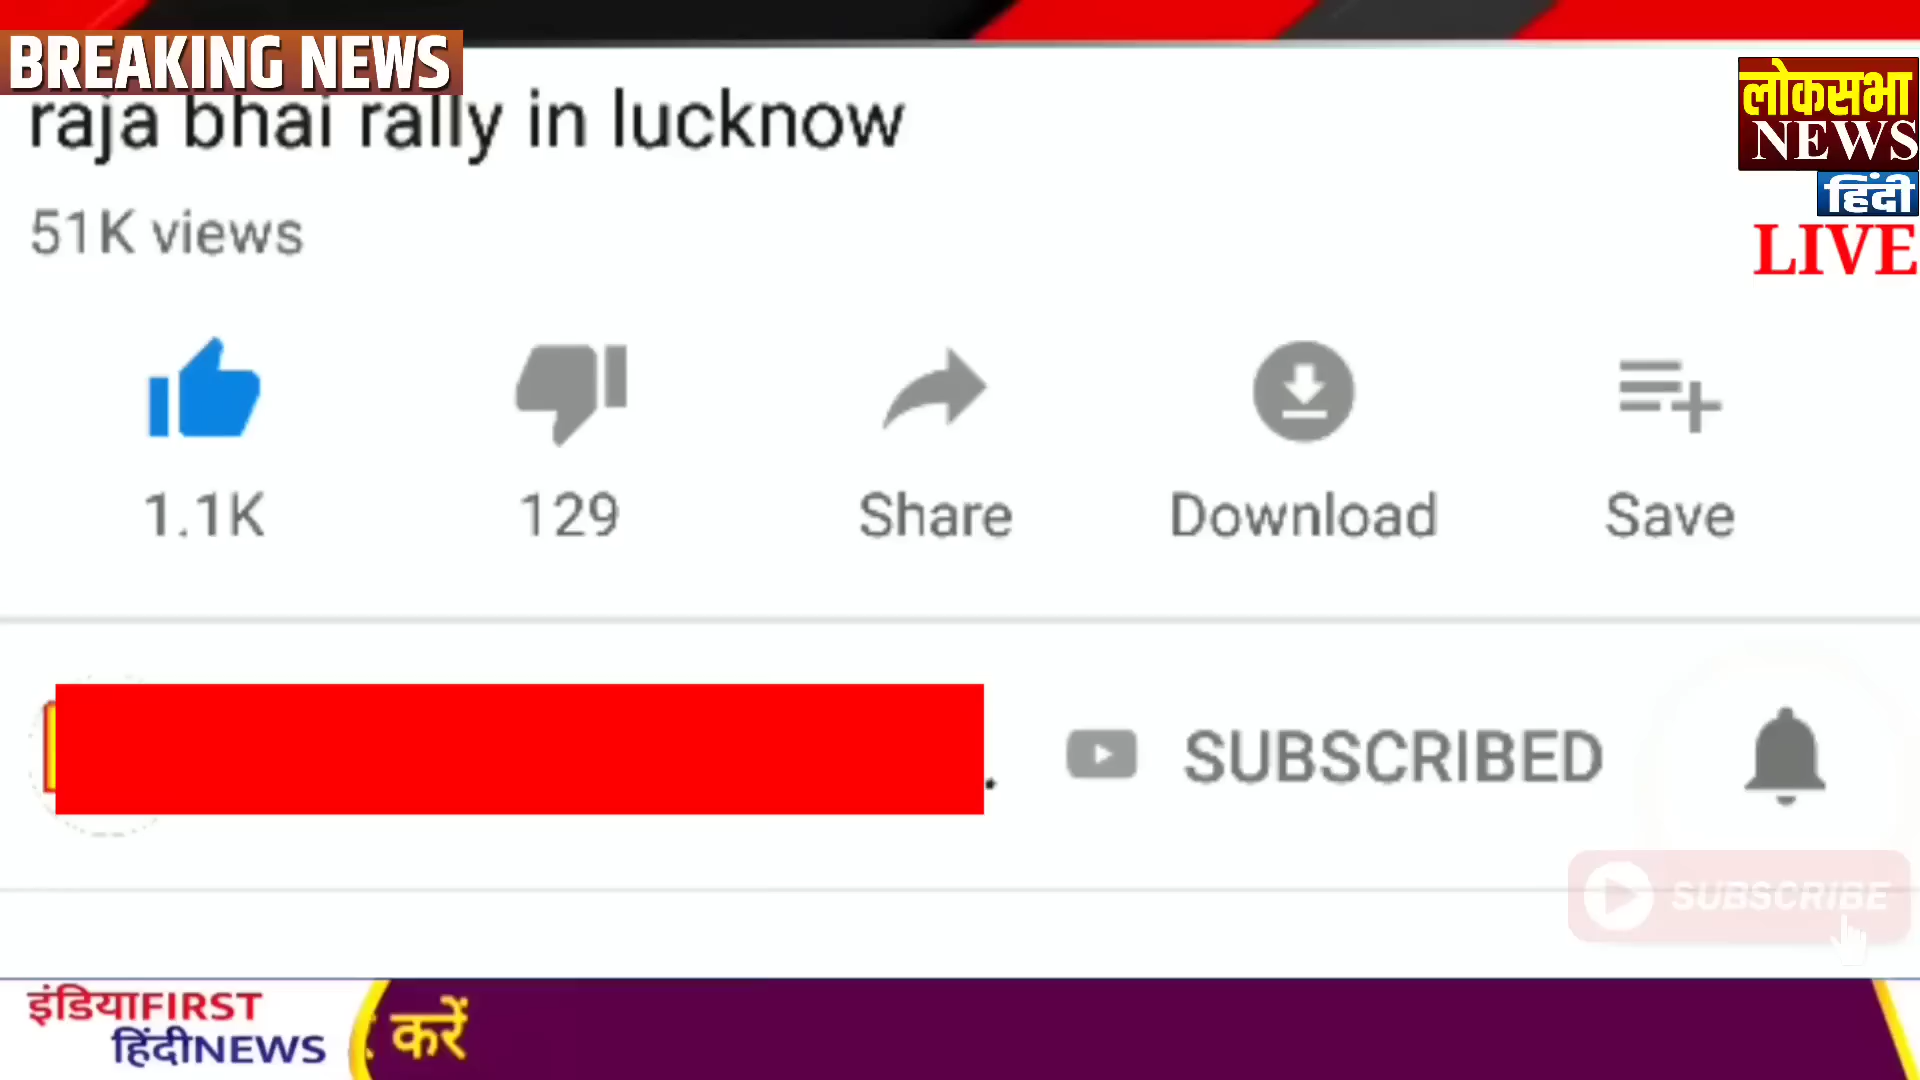 BREAKING NEWS
raja bhai rally in lucknow
51K views
लोकसभा
NEWS
हिंदी
LIVE
1.1K
129
Share
Download
Save
SUBSCRIBED
SUBSCRIBE
इंडियाFIRST
हिंदीNEWS
करें